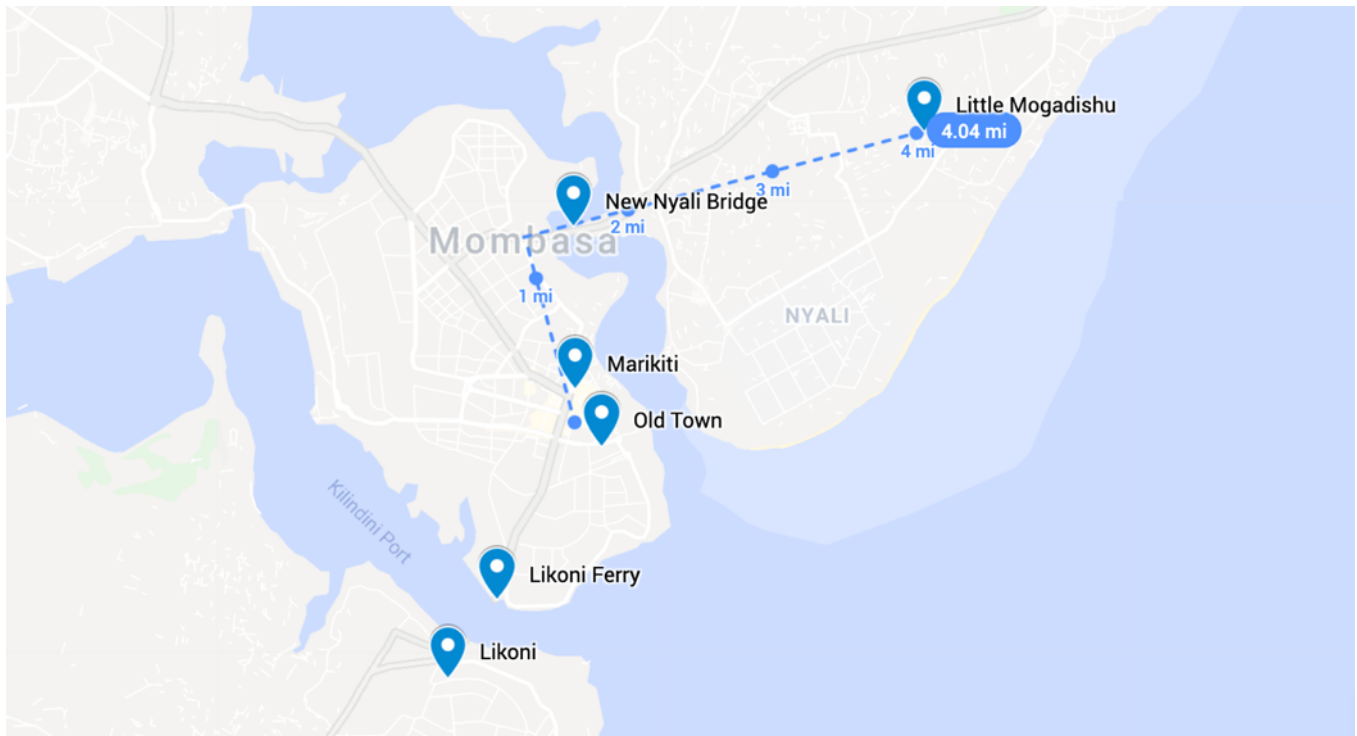 Little Mogadishu
4.04 mi
4 mi
3 mi
New Nyali Bridge
2 mi
Mombasa
1 mi
NYALI
Marikiti
Old Town
Kilindini Port
Likoni Ferry
Likoni